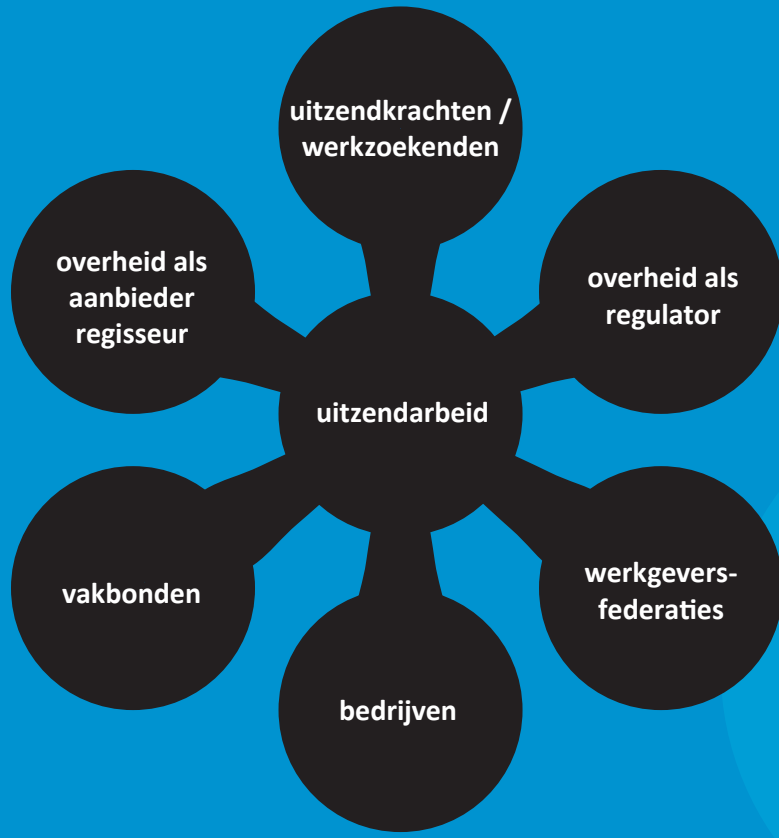 uitzendkrachten /
werkzoekenden
overheid als
aanbieder
regisseur
overheid als
regulator
uitzendarbeid
vakbonden
werkgevers-
federaties
bedrijven